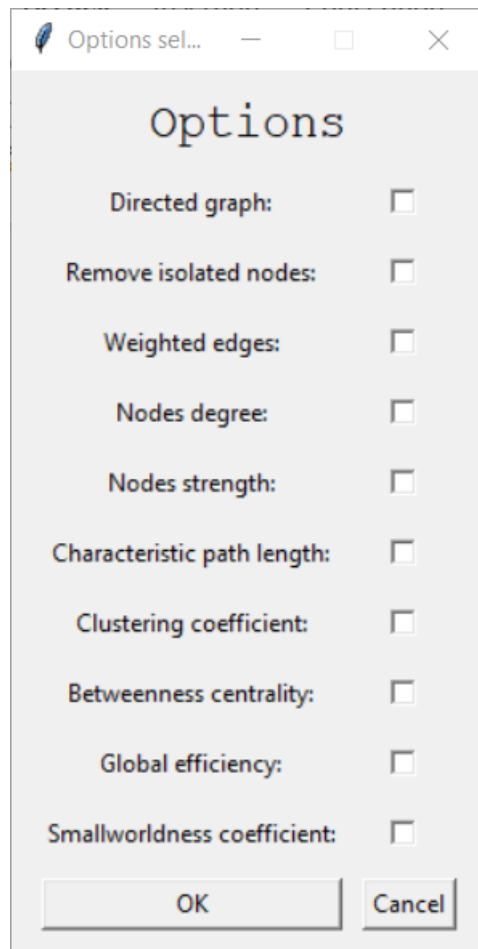 Options sel...
Options
Directed graph:
Remove isolated nodes:
Weighted edges:
Nodes degree:
Nodes strength:
Characteristic path length:
Clustering coefficient:
Betweenness centrality:
Global efficiency:
Smallworldness coefficient:
OK Cancel